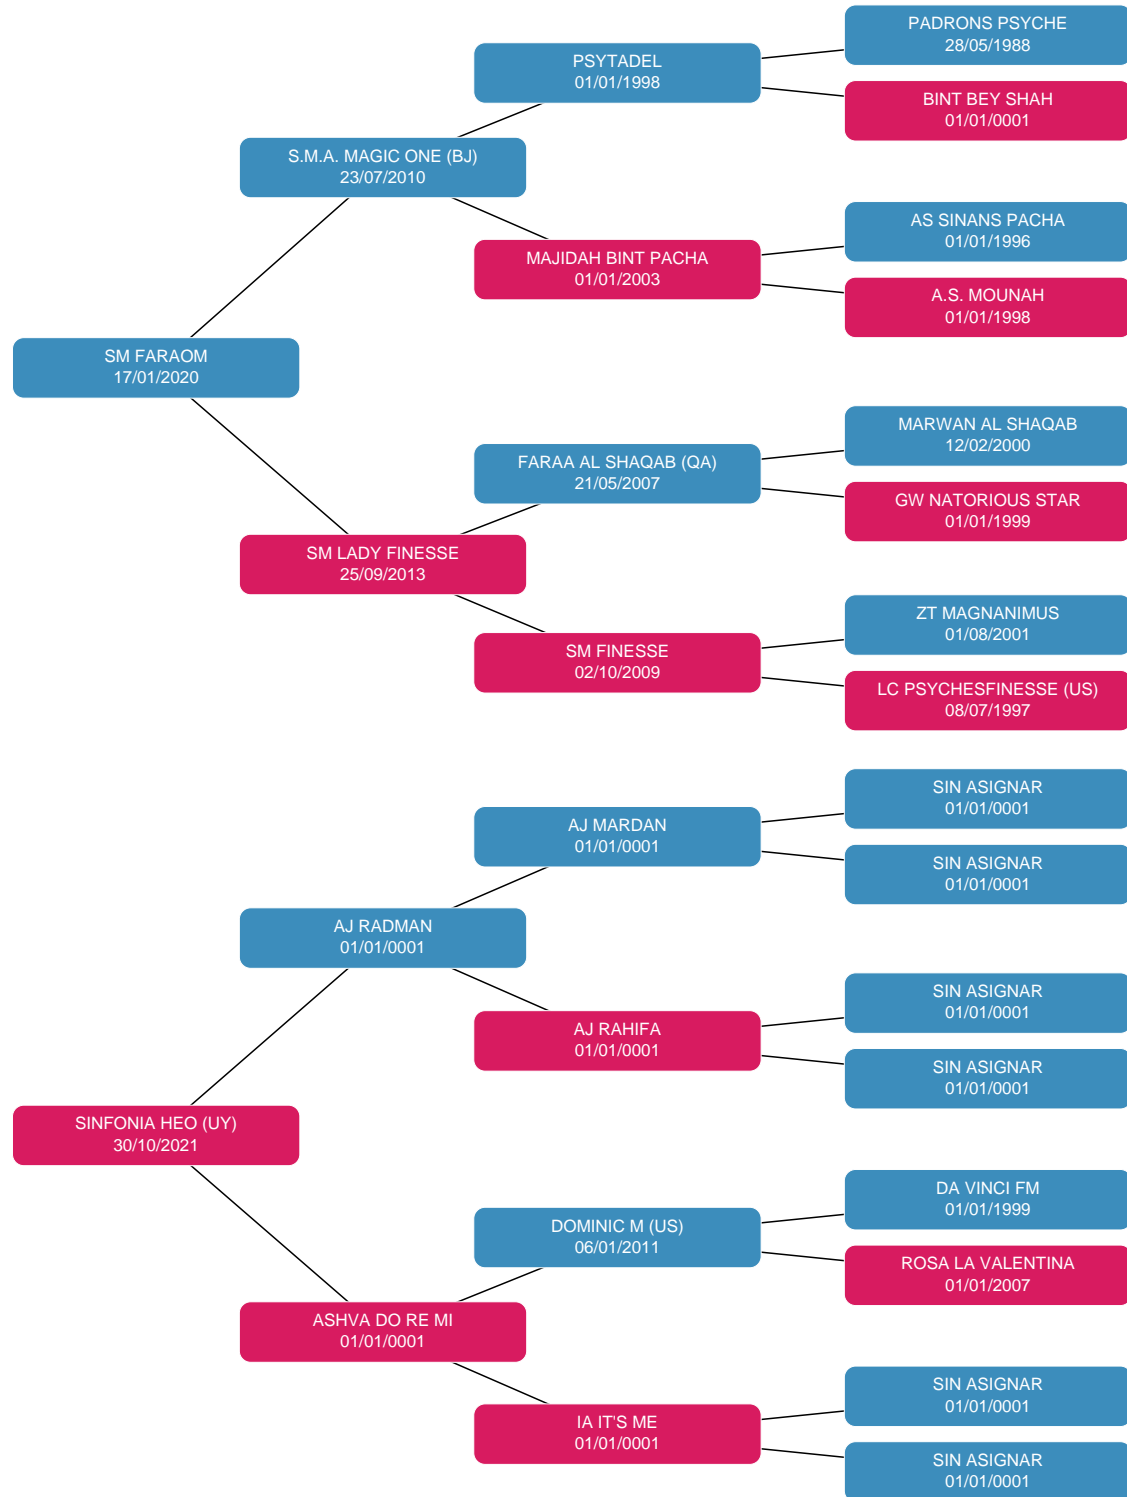 PADRONS PSYCHE
28/05/1988
PSYTADEL
01/01/1998
BINT BEY SHAH
01/01/0001
S.M.A. MAGIC ONE (BJ)
23/07/2010
AS SINANS PACHA
01/01/1996
MAJIDAH BINT PACHA
01/01/2003
A.S. MOUNAH
01/01/1998
SM FARAOM
17/01/2020
MARWAN AL SHAQAB
12/02/2000
FARAA AL SHAQAB (QA)
21/05/2007
GW NATORIOUS STAR
01/01/1999
SM LADY FINESSE
25/09/2013
ZT MAGNANIMUS
01/08/2001
SM FINESSE
02/10/2009
LC PSYCHESFINESSE (US)
08/07/1997
SIN ASIGNAR
01/01/0001
AJ MARDAN
01/01/0001
SIN ASIGNAR
01/01/0001
AJ RADMAN
01/01/0001
SIN ASIGNAR
01/01/0001
AJ RAHIFA
01/01/0001
SIN ASIGNAR
01/01/0001
SINFONIA HEO (UY)
30/10/2021
DA VINCI FM
01/01/1999
DOMINIC M (US)
06/01/2011
ROSA LA VALENTINA
01/01/2007
ASHVA DO RE MI
01/01/0001
SIN ASIGNAR
01/01/0001
IA IT'S ME
01/01/0001
SIN ASIGNAR
01/01/0001